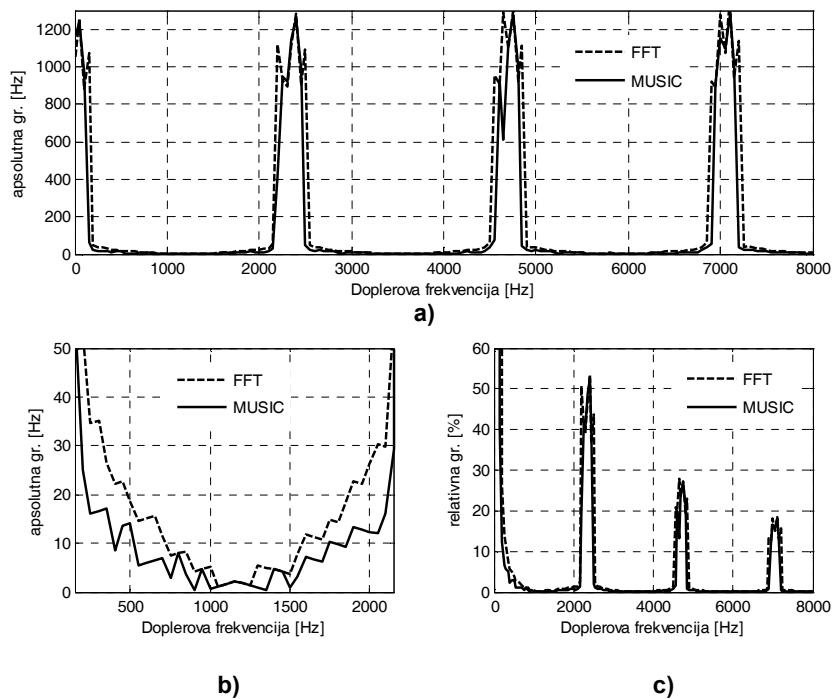 1200
1000
800
600
400
200
0
apsolutna gr. [Hz]
FFT
MUSIC
0 1000 2000 3000 4000 5000 6000 7000 8000
Doplerova frekvencija [Hz]
a)
50
40
30
20
10
0
apsolutna gr. [Hz]
FFT
MUSIC
500 1000 1500 2000
Doplerova frekvencija [Hz]
b)
60
50
40
30
20
10
0
relativna gr. [%]
FFT
MUSIC
0 2000 4000 6000 8000
Doplerova frekvencija [Hz]
c)